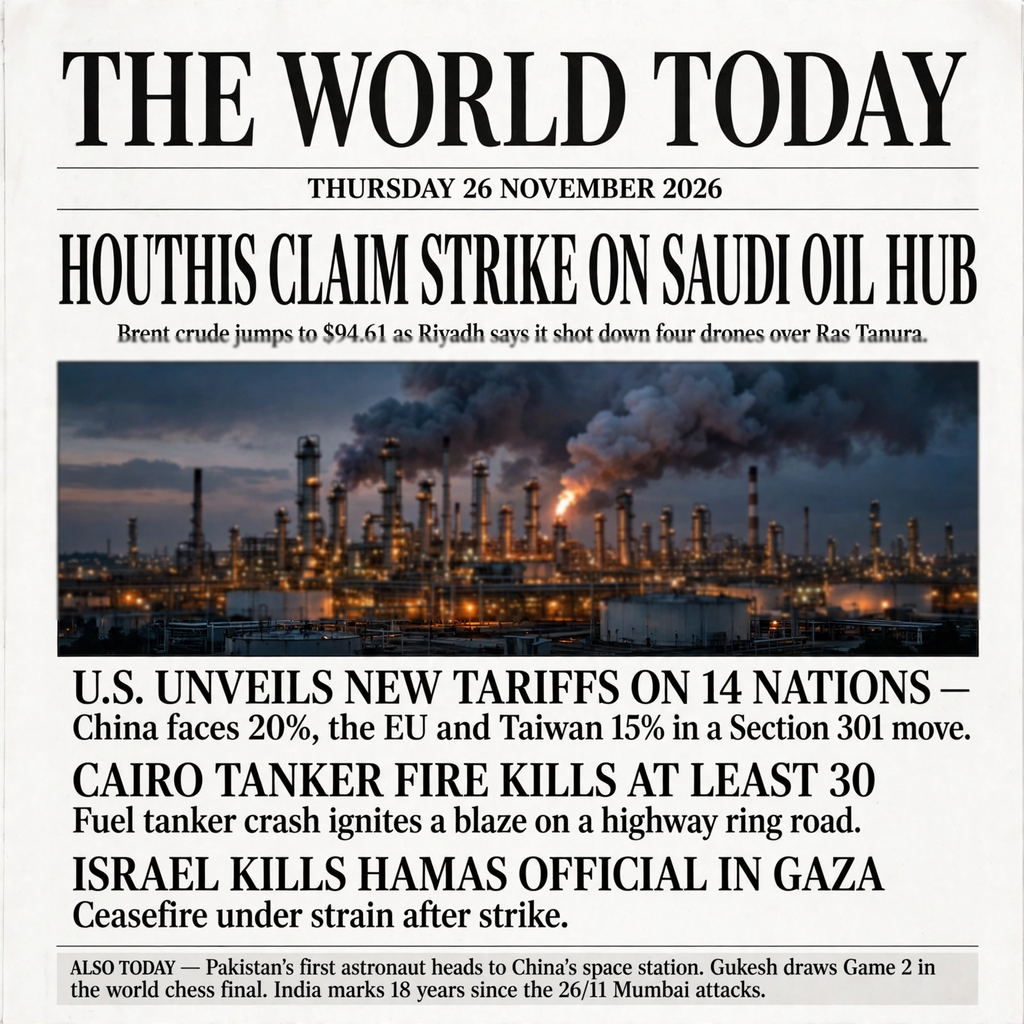 THE WORLD TODAY
THURSDAY 26 NOVEMBER 2026
HOUTHIS CLAIM STRIKE ON SAUDI OIL HUB
Brent crude jumps to $94.61 as Riyadh says it shot down four drones over Ras Tanura.
U.S. UNVEILS NEW TARIFFS ON 14 NATIONS —
China faces 20%, the EU and Taiwan 15% in a Section 301 move.
CAIRO TANKER FIRE KILLS AT LEAST 30
Fuel tanker crash ignites a blaze on a highway ring road.
ISRAEL KILLS HAMAS OFFICIAL IN GAZA
Ceasefire under strain after strike.
ALSO TODAY — Pakistan's first astronaut heads to China's space station. Gukesh draws Game 2 in
the world chess final. India marks 18 years since the 26/11 Mumbai attacks.